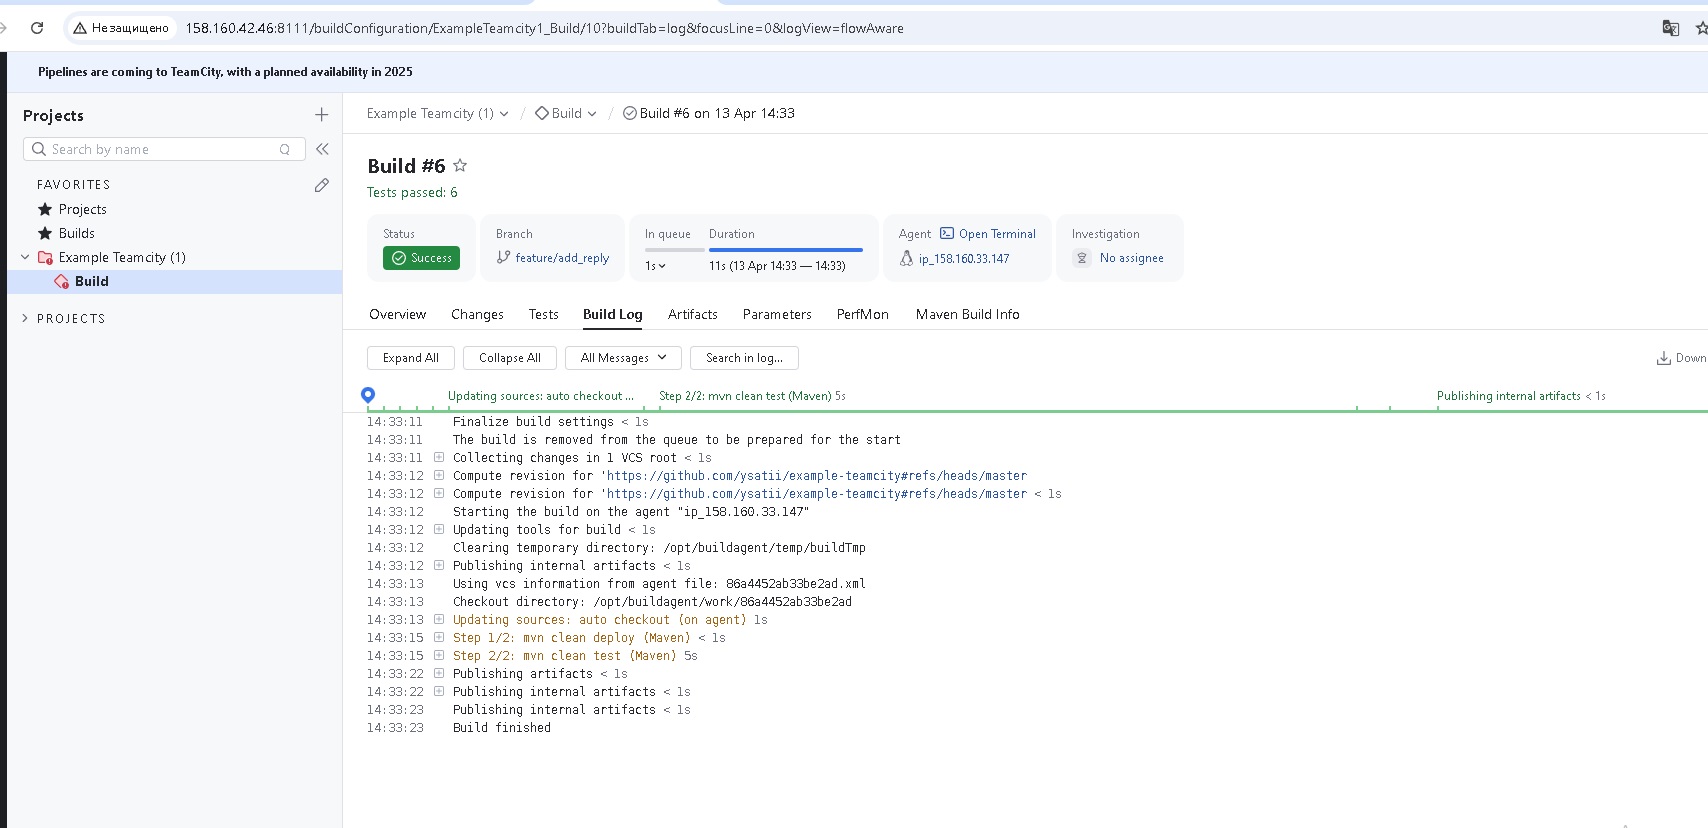 Не защищено 158.160.42.46:8111/buildConfiguration/ExampleTeamcity1_Build/10?buildTab=log&focusLine=0&logView=flowAware
Pipelines are coming to TeamCity, with a planned availability in 2025
Projects
Search by name
FAVORITES
Projects
Builds
Example Teamcity (1)
Build
PROJECTS
Example Teamcity (1) / Build / Build #6 on 13 Apr 14:33
Build #6
Tests passed: 6
Status
Success
Branch
feature/add_reply
In queue
1s
Duration
11s (13 Apr 14:33 — 14:33)
Agent Open Terminal
ip_158.160.33.147
Investigation
No assignee
Overview Changes Tests Build Log Artifacts Parameters PerfMon Maven Build Info
Expand All Collapse All All Messages Search in log... Down
Updating sources: auto checkout ... Step 2/2: mvn clean test (Maven) 5s Publishing internal artifacts < 1s
14:33:11 Finalize build settings < 1s
14:33:11 The build is removed from the queue to be prepared for the start
14:33:11 Collecting changes in 1 VCS root < 1s
14:33:12 Compute revision for 'https://github.com/ysatii/example-teamcity#refs/heads/master
14:33:12 Compute revision for 'https://github.com/ysatii/example-teamcity#refs/heads/master < 1s
14:33:12 Starting the build on the agent "ip_158.160.33.147"
14:33:12 Updating tools for build < 1s
14:33:12 Clearing temporary directory: /opt/buildagent/temp/buildTmp
14:33:12 Publishing internal artifacts < 1s
14:33:13 Using vcs information from agent file: 86a4452ab33be2ad.xml
14:33:13 Checkout directory: /opt/buildagent/work/86a4452ab33be2ad
14:33:13 Updating sources: auto checkout (on agent) 1s
14:33:15 Step 1/2: mvn clean deploy (Maven) < 1s
14:33:15 Step 2/2: mvn clean test (Maven) 5s
14:33:22 Publishing artifacts < 1s
14:33:22 Publishing internal artifacts < 1s
14:33:23 Publishing internal artifacts < 1s
14:33:23 Build finished